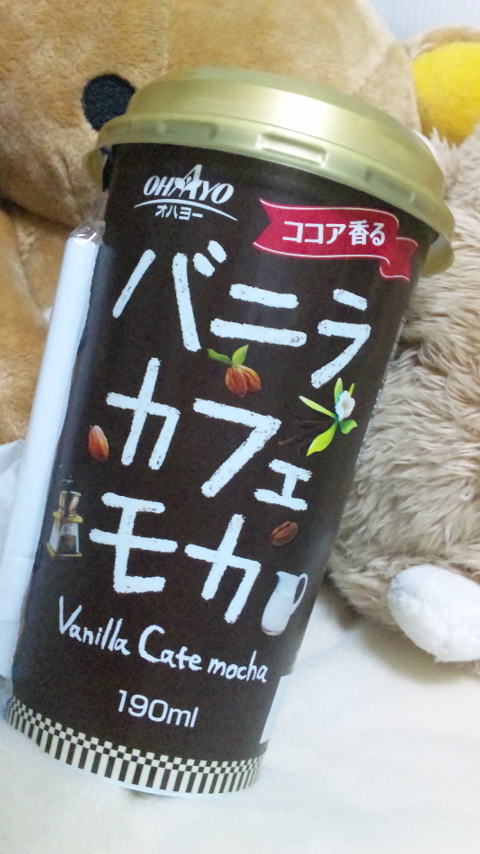 OHAYO
オハヨー
ココア香る
バニラ
カフェ
モカ
Vanilla Cafe mocha
190ml